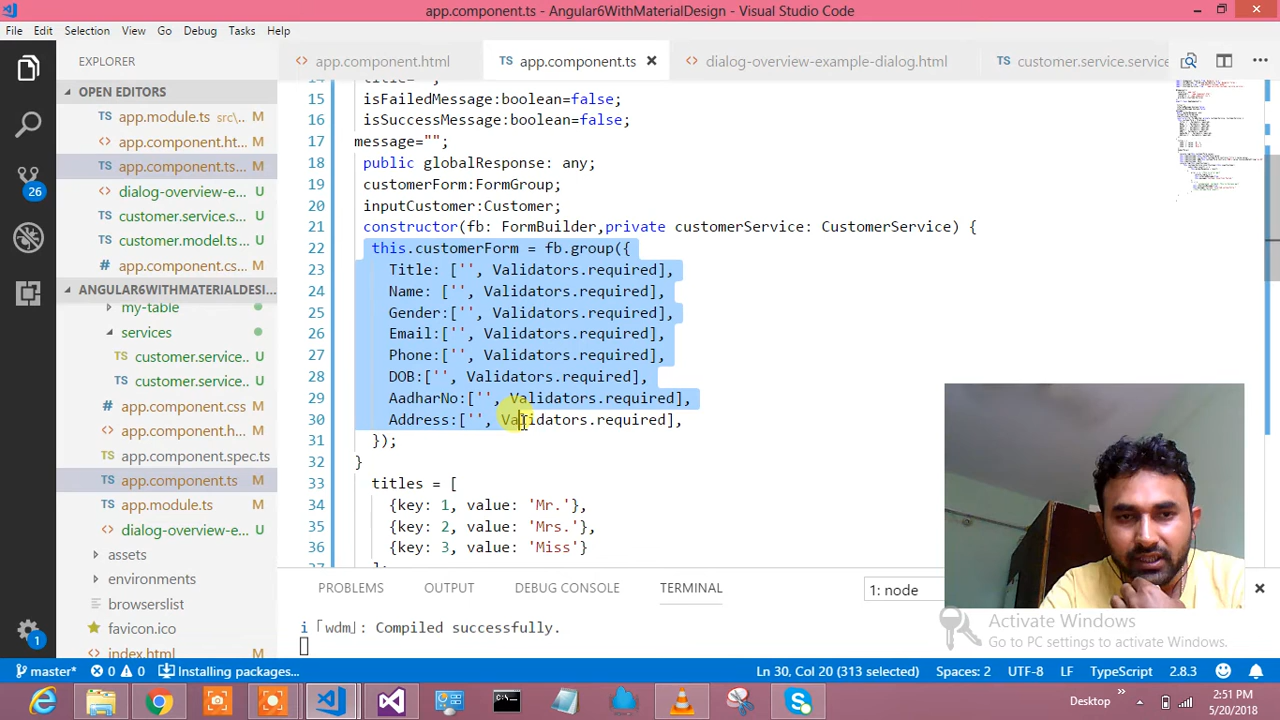 app.component.ts - Angular6WithMaterialDesign - Visual Studio Code
File Edit Selection View Go Debug Tasks Help
EXPLORER
app.component.html
TS app.component.ts
dialog-overview-example-dialog.html
TS customer.service.service
OPEN EDITORS
app.module.ts src\... M
app.component.ht... M
app.component.ts... M
dialog-overview-e... U
customer.service.s... U
customer.model.ts... U
app.component.cs... M
ANGULAR6WITHMATERIALDESI...
my-table
services
TS customer.service... U
TS customer.service... U
app.component.css M
app.component.h... M
app.component.spec.ts M
TS app.component.ts M
TS app.module.ts M
dialog-overview-e... U
assets
environments
browserslist
favicon.ico
index.html M
15 isFailedMessage:boolean=false;
16 isSuccessMessage:boolean=false;
17 message="";
18 public globalResponse: any;
19 customerForm:FormGroup;
20 inputCustomer:Customer;
21 constructor(fb: FormBuilder,private customerService: CustomerService) {
22 this.customerForm = fb.group({
23 Title: ['', Validators.required],
24 Name: ['', Validators.required],
25 Gender:['', Validators.required],
26 Email:['', Validators.required],
27 Phone:['', Validators.required],
28 DOB:['', Validators.required],
29 AadharNo:['', Validators.required],
30 Address:['', Validators.required],
31 });
32 }
33 titles = [
34 {key: 1, value: 'Mr.'},
35 {key: 2, value: 'Mrs.'},
36 {key: 3, value: 'Miss'}
PROBLEMS OUTPUT DEBUG CONSOLE TERMINAL 1: node
i 「wdm」: Compiled successfully.
Activate Windows
Go to PC settings to activate Windows.
26
1
master* 0 0 Installing packages... Ln 30, Col 20 (313 selected) Spaces: 2 UTF-8 LF TypeScript 2.8.3
Desktop
2:51 PM
5/20/2018